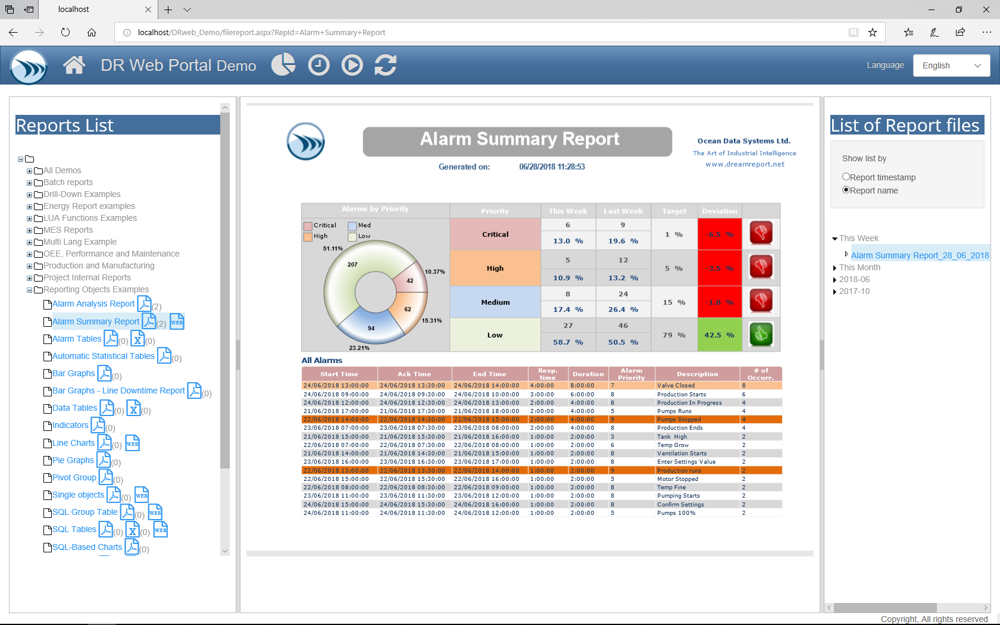 localhost
localhost/DRweb_Demo/filereport.aspx?RepId=Alarm+Summary+Report
DR Web Portal Demo
Language
English
Reports List
All Demos
Batch reports
Drill-Down Examples
Energy Report examples
LUA Functions Examples
MES Reports
Multi Lang Example
OEE, Performance and Maintenance
Production and Manufacturing
Project Internal Reports
Reporting Objects Examples
Alarm Analysis Report (2)
Alarm Summary Report (2) WEB
Alarm Tables (0) X (0)
Automatic Statistical Tables (0)
Bar Graphs (0)
Bar Graphs - Line Downtime Report (0)
Data Tables (0) X (0)
Indicators (0)
Line Charts (0) WEB
Pie Graphs (0)
Pivot Group (0)
Single objects (0) WEB
SQL Group Table (0) WEB
SQL Tables (0) X (0) WEB
SQL-Based Charts (0)
Alarm Summary Report
Generated on: 06/28/2018 11:28:53
Ocean Data Systems Ltd.
The Art of Industrial Intelligence
www.dreamreport.net
Alarms by Priority
Critical Med
High Low
51.11%
207
10.37%
42
62
15.31%
94
23.21%
Priority This Week Last Week Target Deviation
Critical 6 9 1 % -6.5 %
13.0 % 19.6 %
High 5 12 5 % -3.5 %
10.9 % 13.2 %
Medium 8 24 15 % -1.0 %
17.4 % 26.4 %
Low 27 46 79 % 42.5 %
58.7 % 50.5 %
All Alarms
Start Time Ack Time End Time Resp. time Duration Alarm Priority Description # of Occurr.
24/06/2018 13:00:00 24/06/2018 13:30:00 24/06/2018 14:00:00 4:00:00 8:00:00 7 Valve Closed 8
24/06/2018 09:00:00 24/06/2018 09:30:00 24/06/2018 10:00:00 3:00:00 6:00:00 8 Production Starts 6
24/06/2018 12:00:00 24/06/2018 12:30:00 24/06/2018 13:00:00 2:00:00 4:00:00 8 Production In Progress 4
21/06/2018 17:00:00 21/06/2018 17:30:00 21/06/2018 18:00:00 2:00:00 4:00:00 5 Pumps Runs 4
22/06/2018 14:00:00 22/06/2018 14:30:00 22/06/2018 15:00:00 2:00:00 4:00:00 9 Pumps Stopped 4
23/06/2018 07:00:00 23/06/2018 07:30:00 23/06/2018 08:00:00 2:00:00 4:00:00 8 Production Ends 4
21/06/2018 15:00:00 21/06/2018 15:30:00 21/06/2018 16:00:00 1:00:00 2:00:00 3 Tank High 2
22/06/2018 07:00:00 22/06/2018 07:30:00 22/06/2018 08:00:00 1:00:00 2:00:00 6 Temp Grow 2
21/06/2018 14:00:00 21/06/2018 14:30:00 21/06/2018 15:00:00 1:00:00 2:00:00 8 Ventilation Starts 2
23/06/2018 16:00:00 23/06/2018 16:30:00 23/06/2018 17:00:00 1:00:00 2:00:00 8 Enter Settings Value 2
22/06/2018 13:00:00 22/06/2018 13:30:00 22/06/2018 14:00:00 1:00:00 2:00:00 9 Production runs 2
22/06/2018 15:00:00 22/06/2018 15:30:00 22/06/2018 16:00:00 1:00:00 2:00:00 5 Motor Stopped 2
22/06/2018 08:00:00 22/06/2018 08:30:00 22/06/2018 09:00:00 1:00:00 2:00:00 8 Temp Fine 2
23/06/2018 11:00:00 23/06/2018 11:30:00 23/06/2018 12:00:00 1:00:00 2:00:00 8 Pumping Starts 2
24/06/2018 15:00:00 24/06/2018 15:30:00 24/06/2018 16:00:00 1:00:00 2:00:00 8 Confirm Settings 2
24/06/2018 11:00:00 24/06/2018 11:30:00 24/06/2018 12:00:00 1:00:00 2:00:00 5 Pumps 100% 2
List of Report files
Show list by
Report timestamp
Report name
This Week
Alarm Summary Report_28_06_2018
This Month
2018-06
2017-10
Copyright, All rights reserved